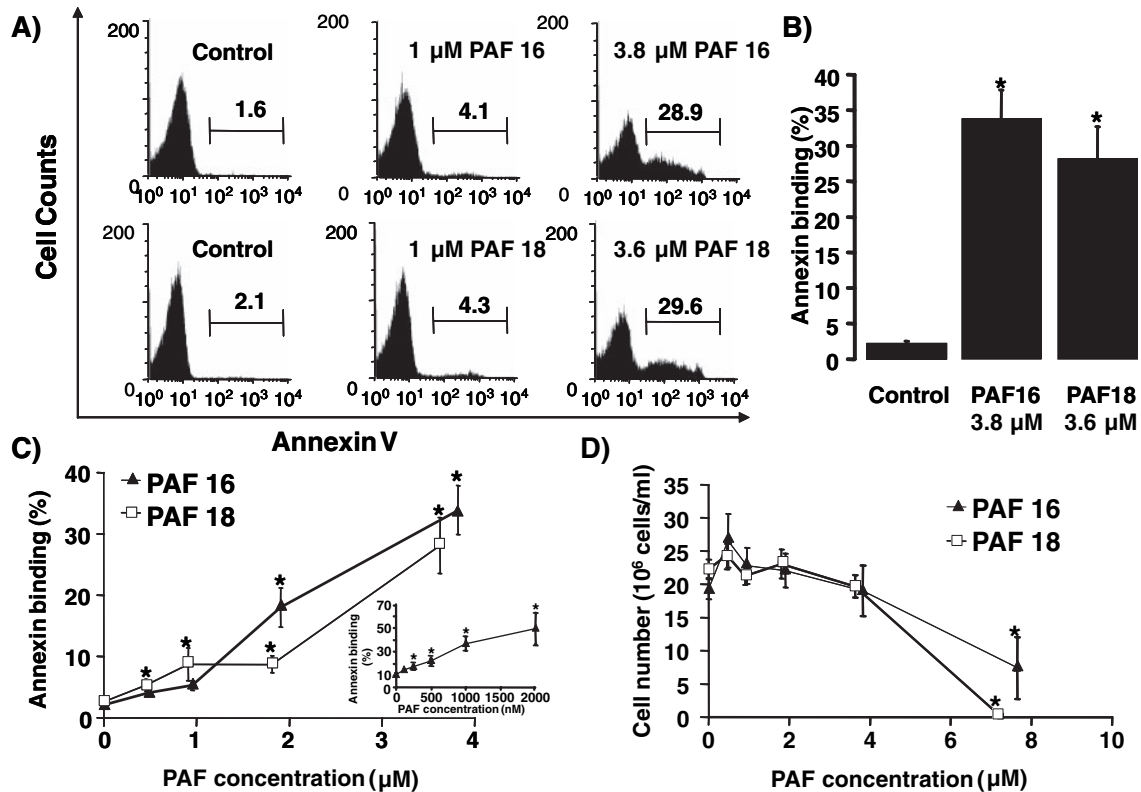 A)
Cell Counts
200
Control
1.6
0
10⁰ 10¹ 10² 10³ 10⁴
200
1 µM PAF 16
4.1
0
10⁰ 10¹ 10² 10³ 10⁴
200
3.8 µM PAF 16
28.9
0
10⁰ 10¹ 10² 10³ 10⁴
200
Control
2.1
0
10⁰ 10¹ 10² 10³ 10⁴
200
1 µM PAF 18
4.3
0
10⁰ 10¹ 10² 10³ 10⁴
200
3.6 µM PAF 18
29.6
0
10⁰ 10¹ 10² 10³ 10⁴
Annexin V
B)
Annexin binding (%)
40
35
30
25
20
15
10
5
0
*
*
Control
PAF16
3.8 µM
PAF18
3.6 µM
C)
PAF 16
PAF 18
Annexin binding (%)
40
30
20
10
0
* * * * * *
0 1 2 3 4
PAF concentration (µM)
Annexin binding
(%)
70
50
30
10
0
* * * *
0 500 1000 1500 2000
PAF concentration (nM)
D)
PAF 16
PAF 18
Cell number (10⁶ cells/ml)
35
30
25
20
15
10
5
0
*
*
0 2 4 6 8 10
PAF concentration (µM)